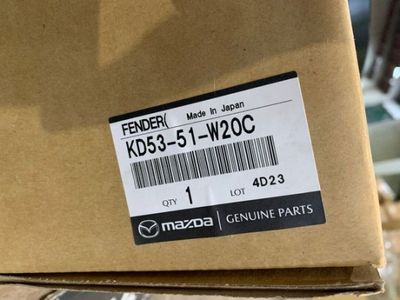 FENDER( Made in Japan
KD53-51-W20C
QTY 1 LOT 4D23
mazda GENUINE PARTS